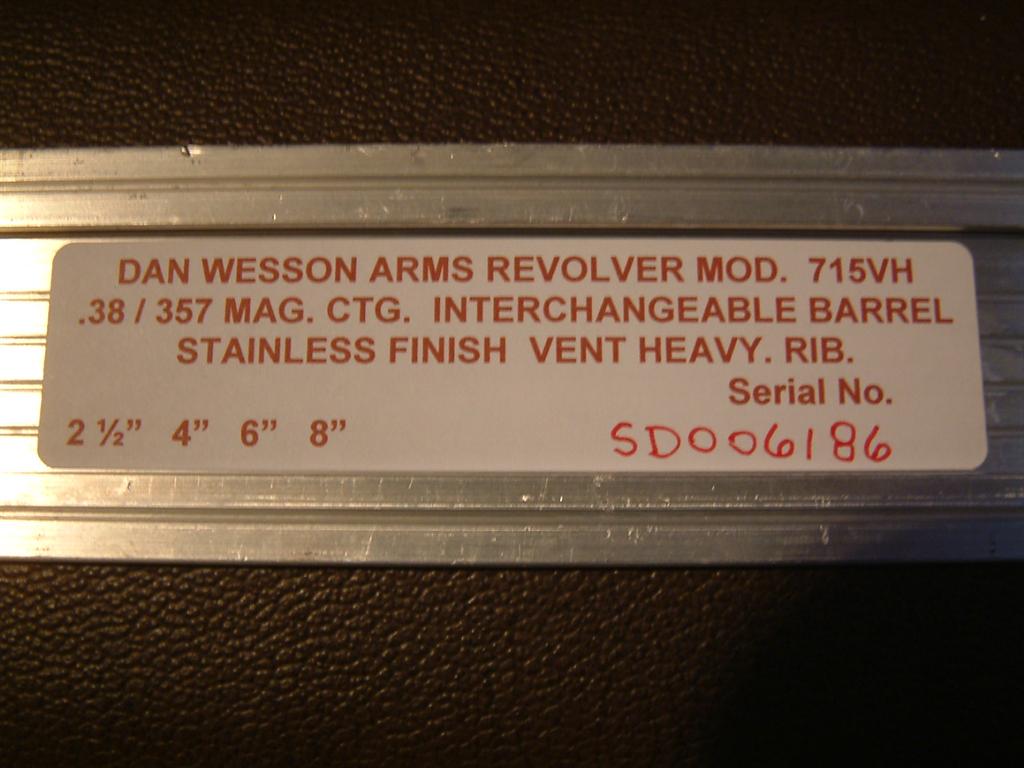 DAN WESSON ARMS REVOLVER MOD. 715VH
.38 / 357 MAG. CTG. INTERCHANGEABLE BARREL
STAINLESS FINISH VENT HEAVY. RIB.
Serial No.
2 ½” 4” 6” 8” SD006186